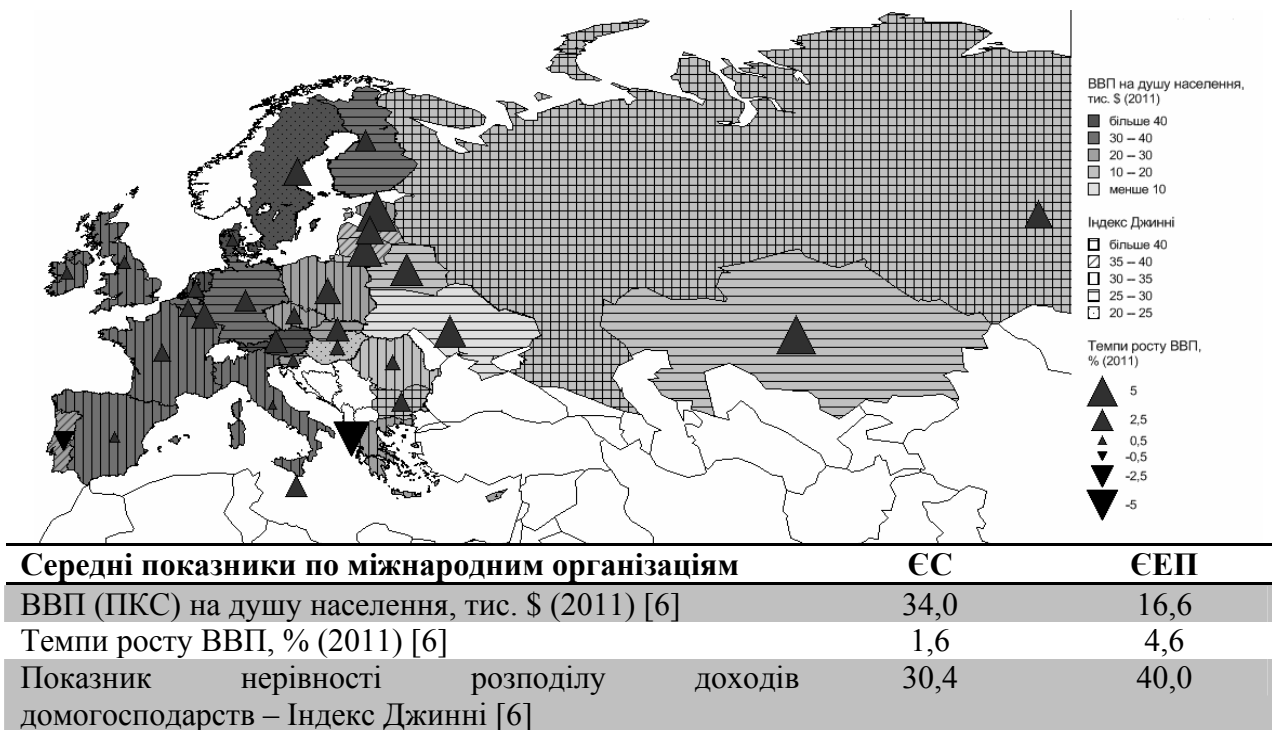 ВВП на душу населення,
тис. $ (2011)
більше 40
30 – 40
20 – 30
10 – 20
менше 10
Індекс Джинні
більше 40
35 – 40
30 – 35
25 – 30
20 – 25
Темпи росту ВВП,
% (2011)
5
2,5
0,5
-0,5
-2,5
-5
Середні показники по міжнародним організаціям ЄС ЄЕП
ВВП (ПКС) на душу населення, тис. $ (2011) [6] 34,0 16,6
Темпи росту ВВП, % (2011) [6] 1,6 4,6
Показник нерівності розподілу доходів 30,4 40,0
домогосподарств – Індекс Джинні [6]